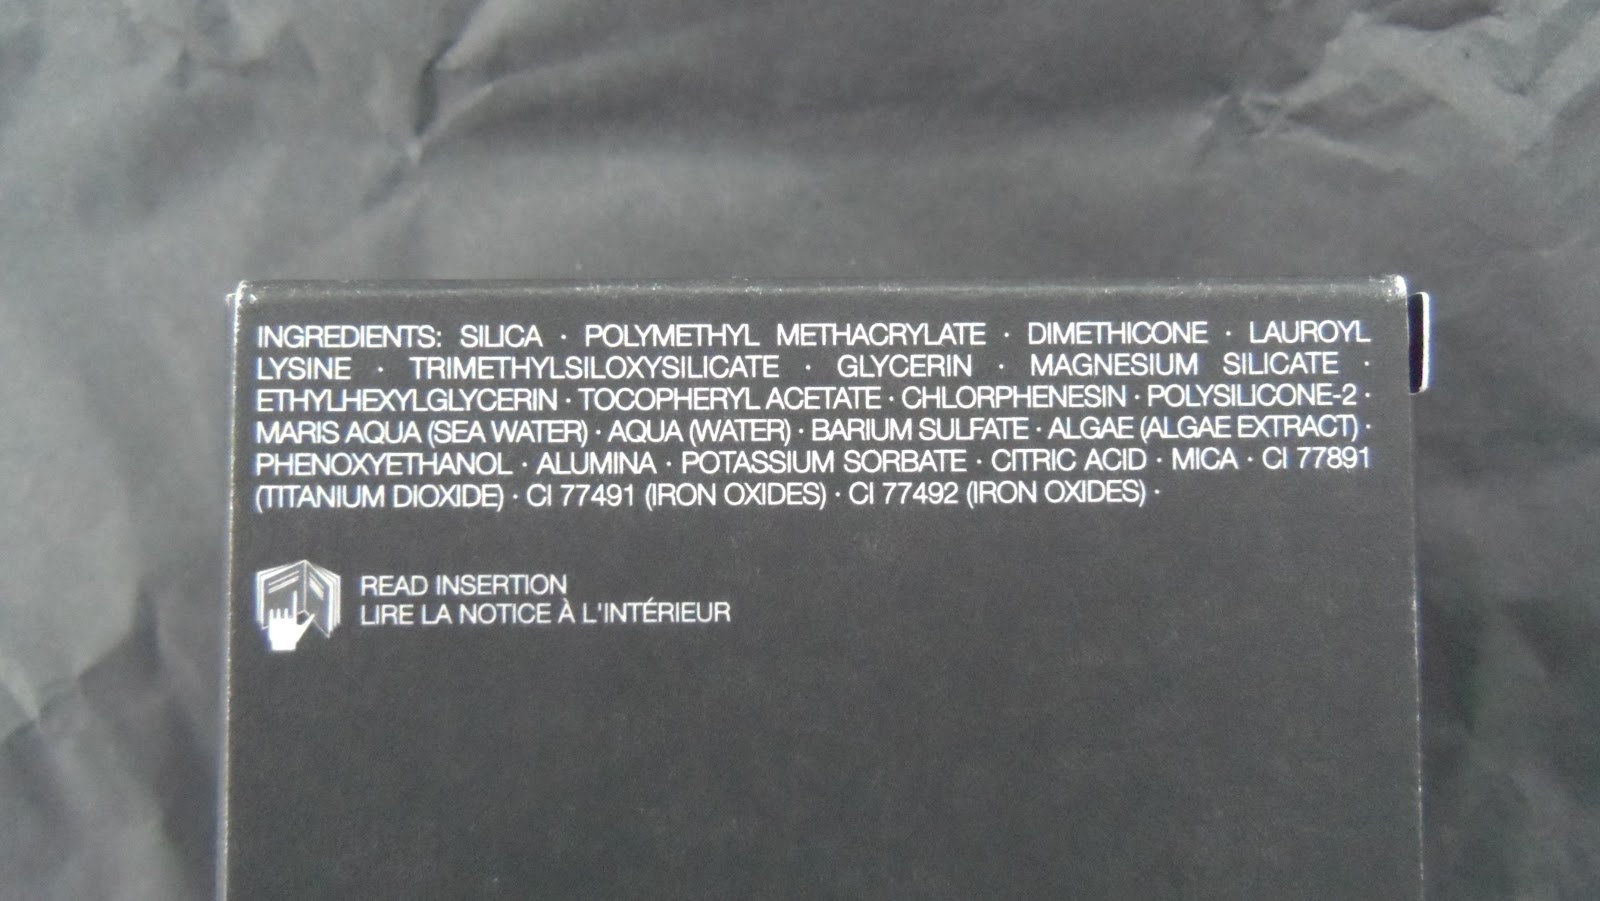 INGREDIENTS: SILICA · POLYMETHYL METHACRYLATE · DIMETHICONE · LAUROYL
LYSINE · TRIMETHYLSILOXYSILICATE · GLYCERIN · MAGNESIUM SILICATE ·
ETHYLHEXYLGLYCERIN · TOCOPHERYL ACETATE · CHLORPHENESIN · POLYSILICONE-2 ·
MARIS AQUA (SEA WATER) · AQUA (WATER) · BARIUM SULFATE · ALGAE (ALGAE EXTRACT) ·
PHENOXYETHANOL · ALUMINA · POTASSIUM SORBATE · CITRIC ACID · MICA · CI 77891
(TITANIUM DIOXIDE) · CI 77491 (IRON OXIDES) · CI 77492 (IRON OXIDES) ·
READ INSERTION
LIRE LA NOTICE À L'INTÉRIEUR